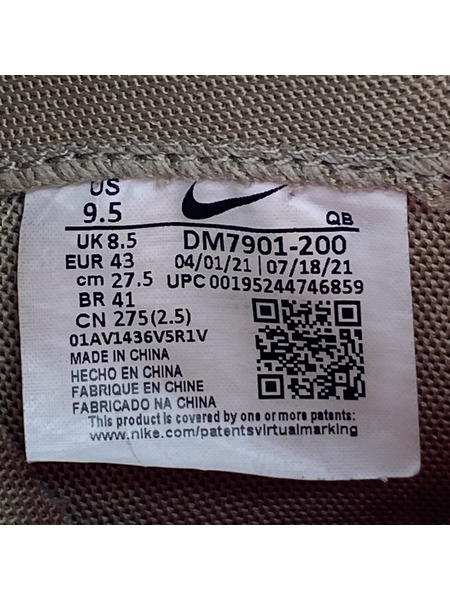 US
9.5
QB
UK 8.5
DM7901-200
EUR 43
04/01/21 | 07/18/21
cm 27.5
UPC 00195244746859
BR 41
CN 275(2.5)
01AV1436V5R1V
MADE IN CHINA
HECHO EN CHINA
FABRIQUE EN CHINE
FABRICADO NA CHINA
This product is covered by one or more patents:
www.nike.com/patentsvirtualmarking